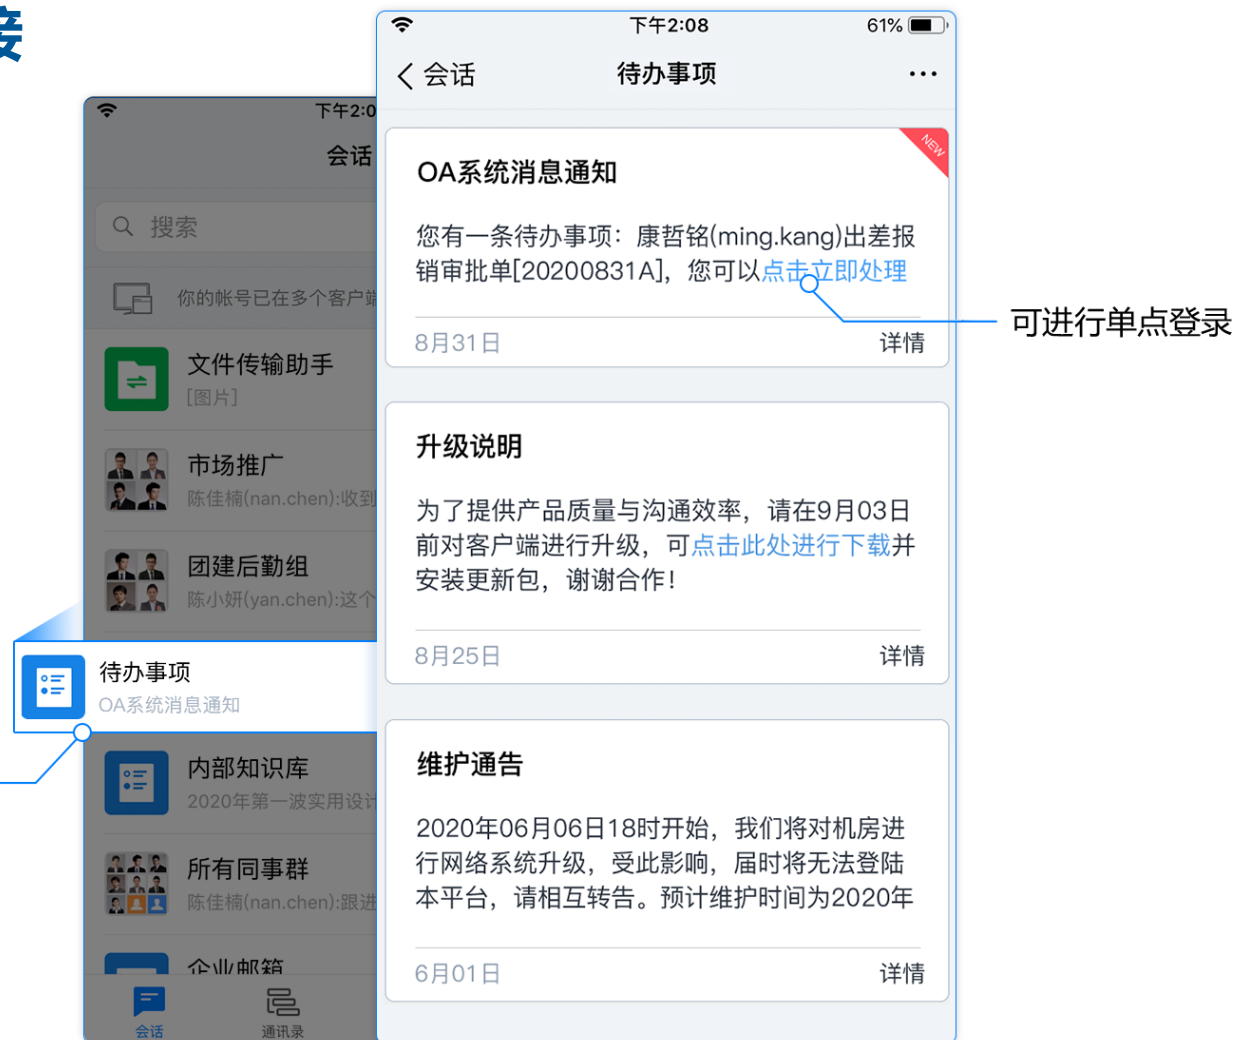 接
下午2:0
会话
搜索
你的帐号已在多个客户端
文件传输助手
[图片]
市场推广
陈佳楠(nan.chen):收到
团建后勤组
陈小妍(yan.chen):这个
待办事项
OA系统消息通知
内部知识库
2020年第一波实用设计
所有同事群
陈佳楠(nan.chen):跟进
企业邮箱
会话
通讯录
下午2:08
61%
会话
待办事项
NEW
OA系统消息通知
您有一条待办事项：康哲铭(ming.kang)出差报
销审批单[20200831A]，您可以点击立即处理
8月31日
详情
升级说明
为了提供产品质量与沟通效率，请在9月03日
前对客户端进行升级，可点击此处进行下载并
安装更新包，谢谢合作！
8月25日
详情
维护通告
2020年06月06日18时开始，我们将对机房进
行网络系统升级，受此影响，届时将无法登陆
本平台，请相互转告。预计维护时间为2020年
6月01日
详情
可进行单点登录